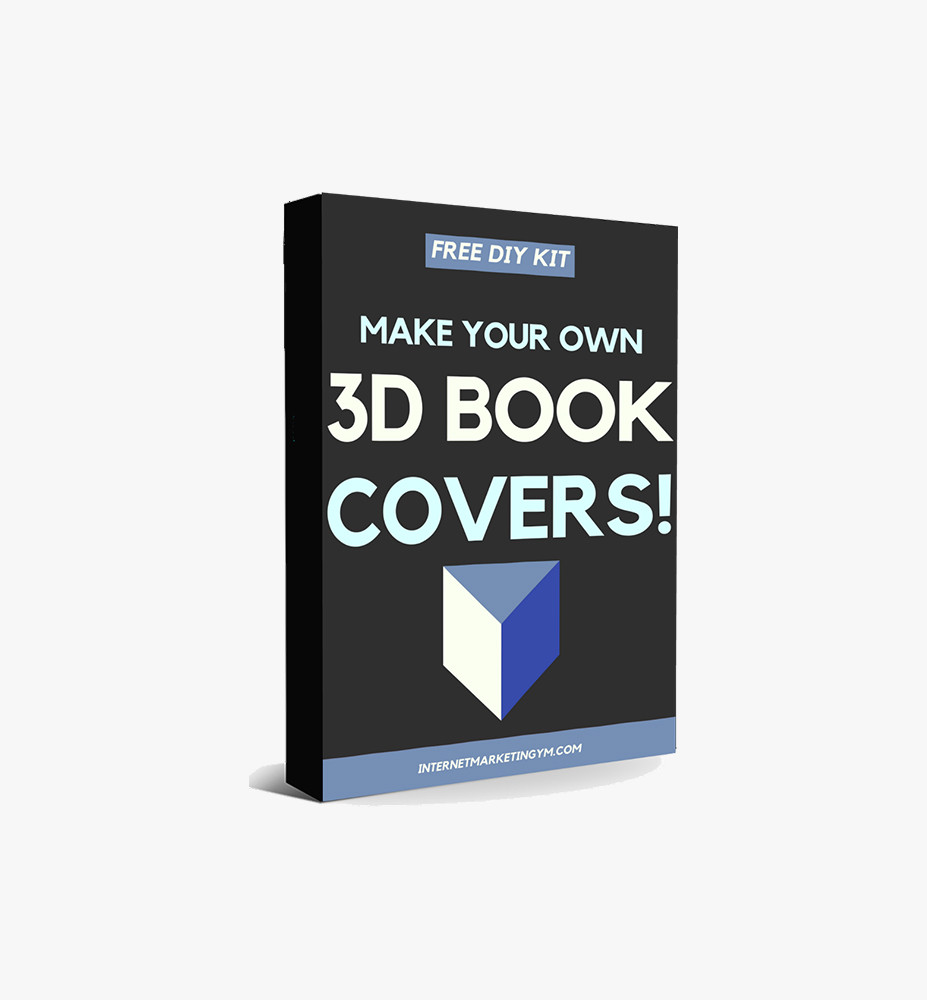 FREE DIY KIT
MAKE YOUR OWN
3D BOOK
COVERS!
INTERNETMARKETINGYM.COM